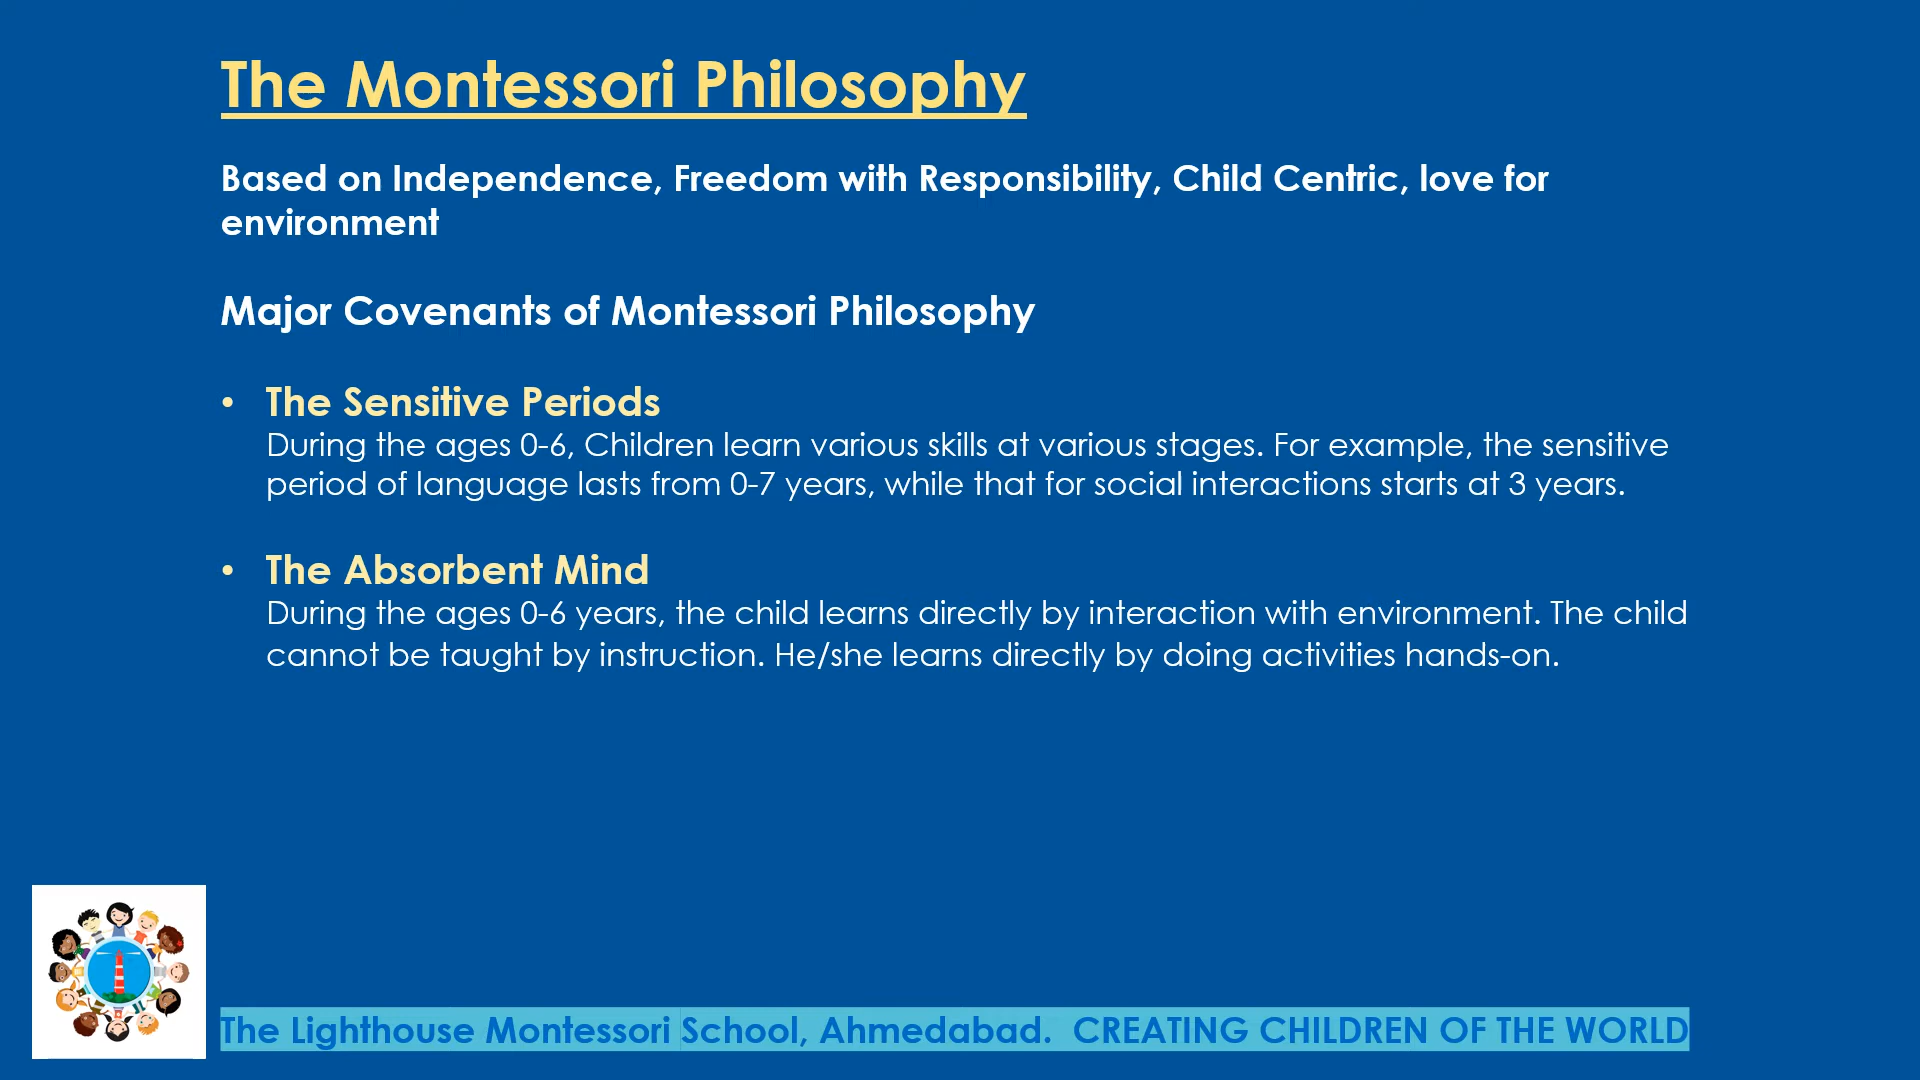 The Montessori Philosophy
Based on Independence, Freedom with Responsibility, Child Centric, love for
environment
Major Covenants of Montessori Philosophy
• The Sensitive Periods
During the ages 0-6, Children learn various skills at various stages. For example, the sensitive
period of language lasts from 0-7 years, while that for social interactions starts at 3 years.
• The Absorbent Mind
During the ages 0-6 years, the child learns directly by interaction with environment. The child
cannot be taught by instruction. He/she learns directly by doing activities hands-on.
The Lighthouse Montessori School, Ahmedabad.  CREATING CHILDREN OF THE WORLD